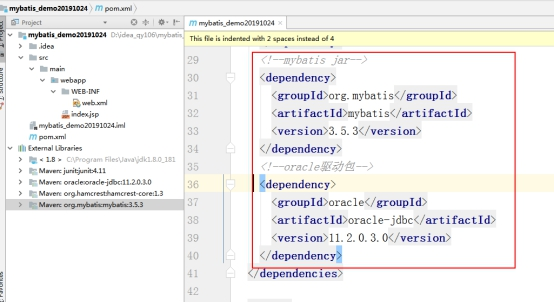 mybatis_demo20191024
pom.xml
Project
mybatis_demo20191024
mybatis_demo20191024 D:\idea_qy106\mybatis
.idea
src
main
webapp
WEB-INF
web.xml
index.jsp
mybatis_demo20191024.iml
pom.xml
External Libraries
< 1.8 > C:\Program Files\Java\jdk1.8.0_181
Maven: junit:junit:4.11
Maven: oracle:oracle-jdbc:11.2.0.3.0
Maven: org.hamcrest:hamcrest-core:1.3
Maven: org.mybatis:mybatis:3.5.3
This file is indented with 2 spaces instead of 4
29 <!--mybatis jar-->
30 <dependency>
31 <groupId>org.mybatis</groupId>
32 <artifactId>mybatis</artifactId>
33 <version>3.5.3</version>
34 </dependency>
35 <!--oracle驱动包-->
36 <dependency>
37 <groupId>oracle</groupId>
38 <artifactId>oracle-jdbc</artifactId>
39 <version>11.2.0.3.0</version>
40 </dependency>
41 </dependencies>